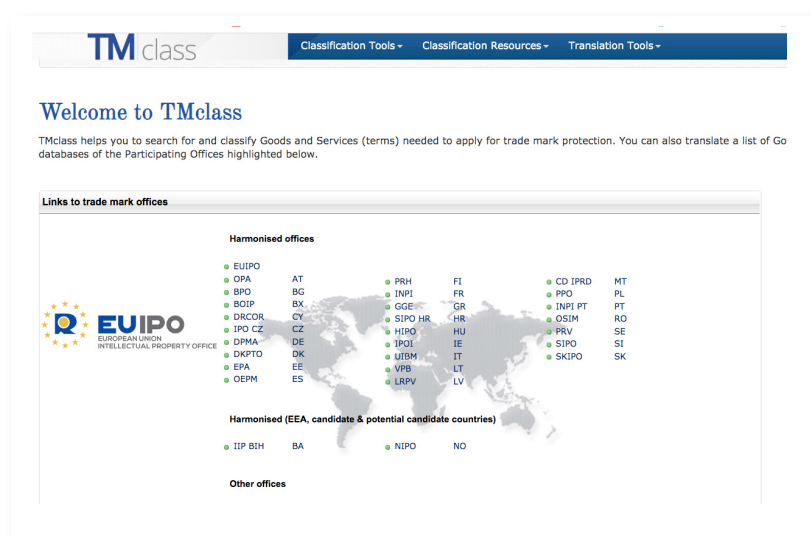 TMclass
Classification Tools
Classification Resources
Translation Tools
Welcome to TMclass
TMclass helps you to search for and classify Goods and Services (terms) needed to apply for trade mark protection. You can also translate a list of Go
databases of the Participating Offices highlighted below.
Links to trade mark offices
EUIPO
EUROPEAN UNION
INTELLECTUAL PROPERTY OFFICE
Harmonised offices
EUIPO
OPA AT
BPO BG
BOIP BX
DRCOR CY
IPO CZ CZ
DPMA DE
DKPTO DK
EPA EE
OEPM ES
PRH FI
INPI FR
GGE GR
SIPO HR HR
HIPO HU
IPOI IE
UIBM IT
VPB LT
LRPV LV
CD IPRD MT
PPO PL
INPI PT PT
OSIM RO
PRV SE
SIPO SI
SKIPO SK
Harmonised (EEA, candidate & potential candidate countries)
IIP BIH BA
NIPO NO
Other offices